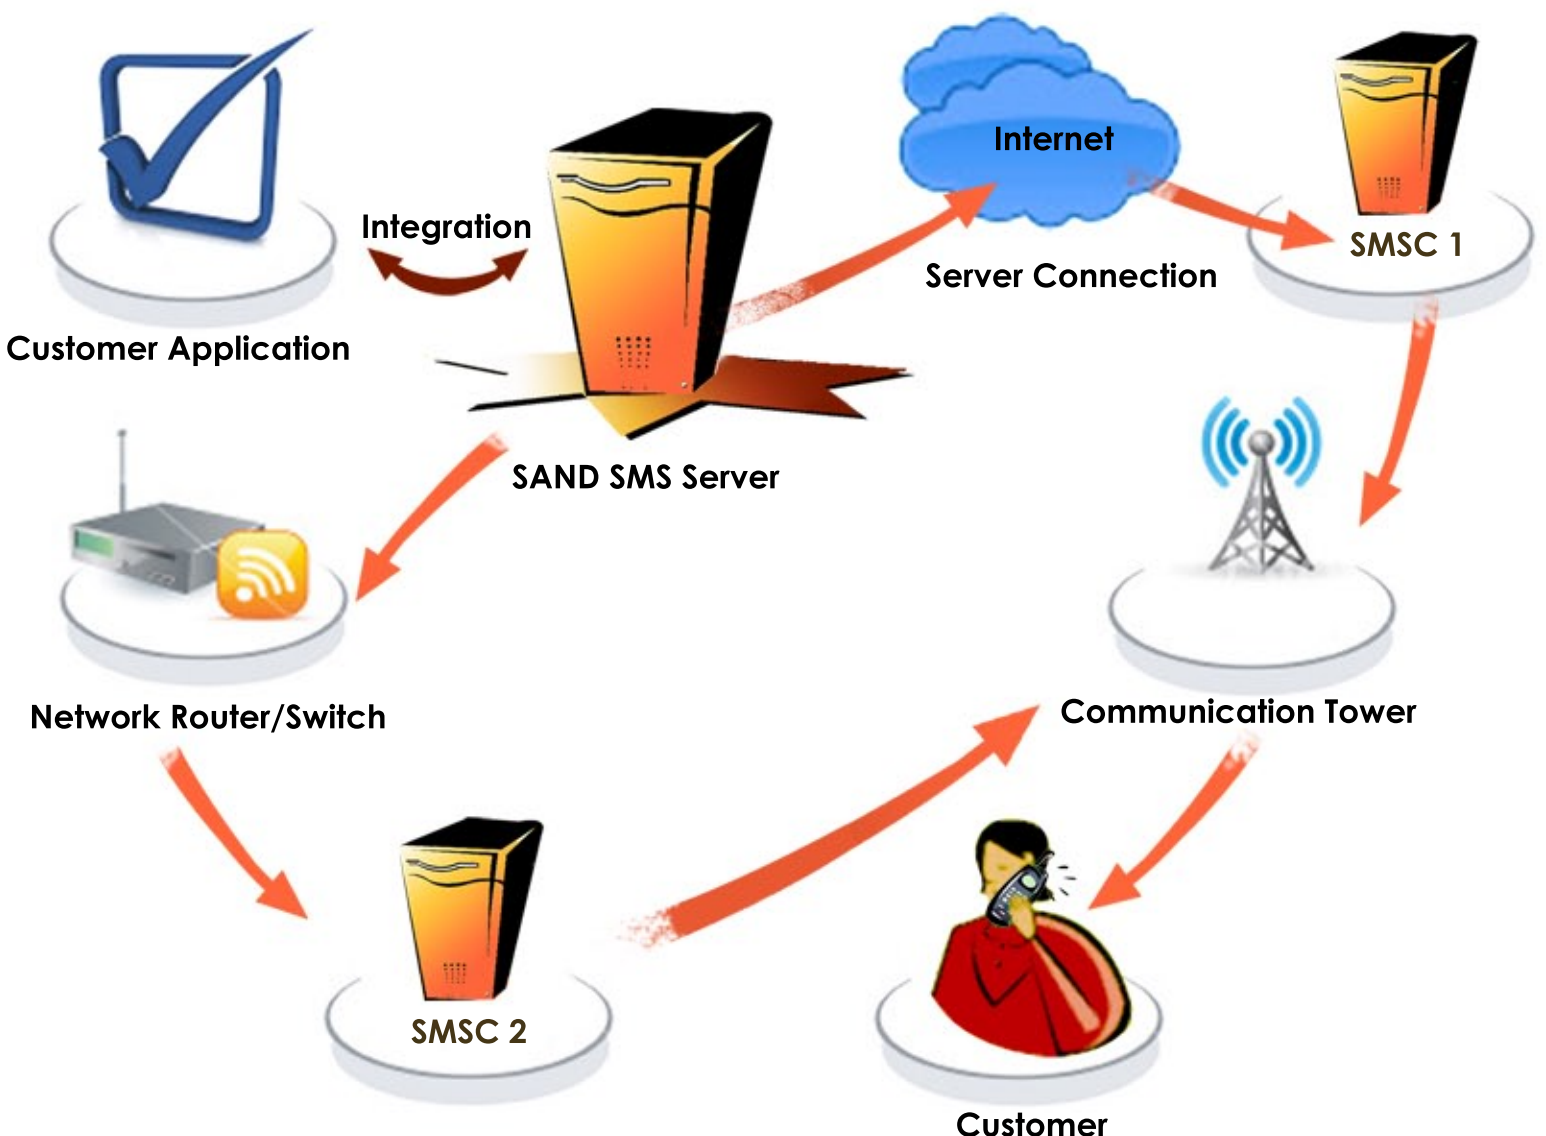 Internet
Integration
SMSC 1
Server Connection
Customer Application
SAND SMS Server
Network Router/Switch
Communication Tower
SMSC 2
Customer